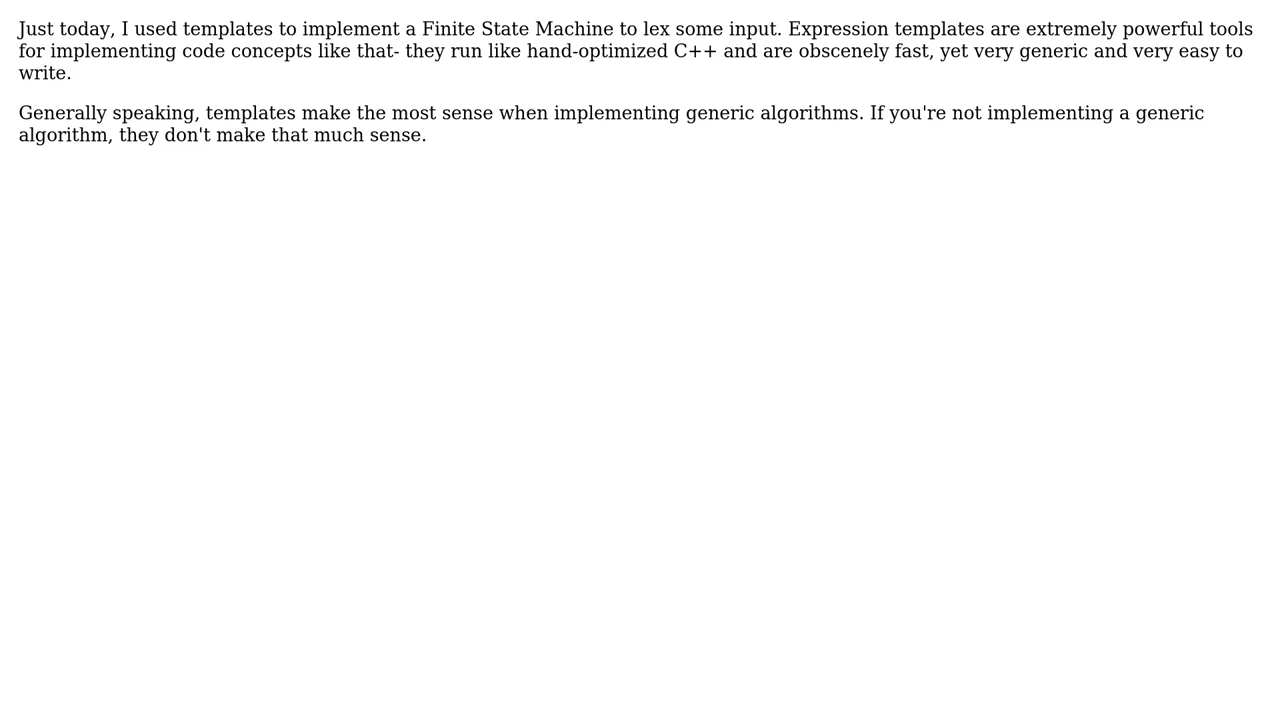 Just today, I used templates to implement a Finite State Machine to lex some input. Expression templates are extremely powerful tools
for implementing code concepts like that- they run like hand-optimized C++ and are obscenely fast, yet very generic and very easy to
write.
Generally speaking, templates make the most sense when implementing generic algorithms. If you're not implementing a generic
algorithm, they don't make that much sense.